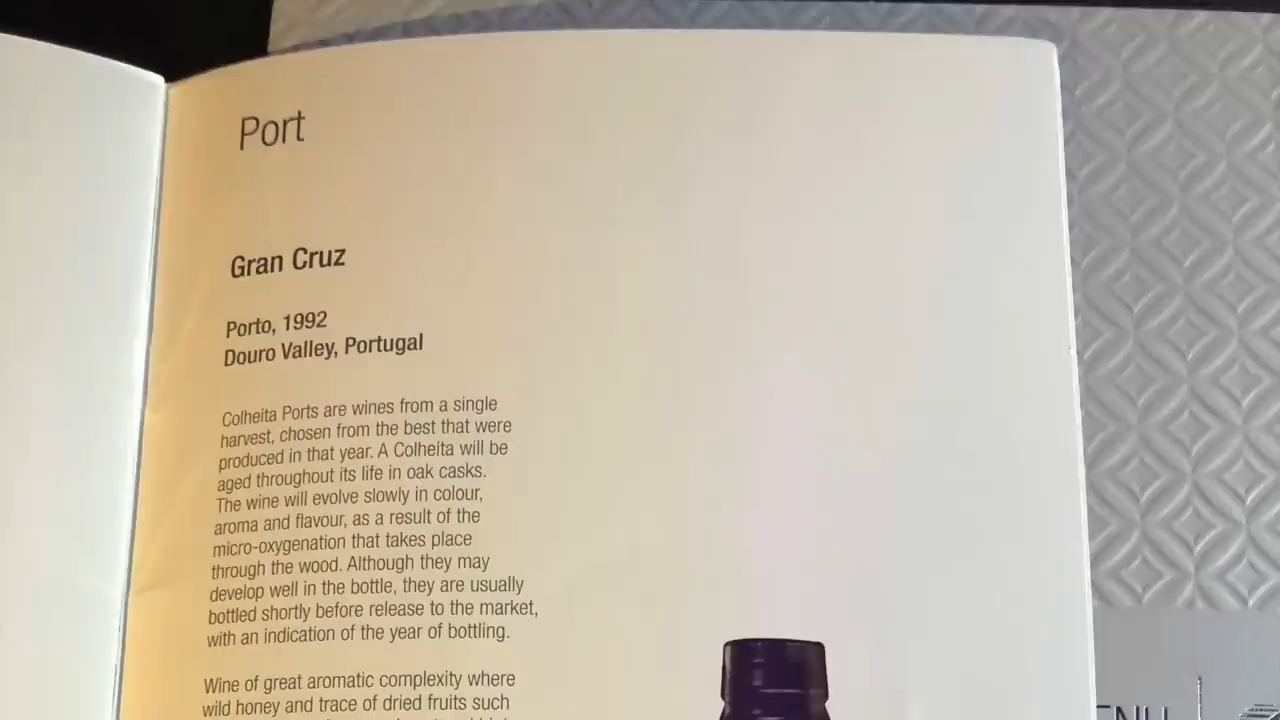 Port
Gran Cruz
Porto, 1992
Douro Valley, Portugal
Colheita Ports are wines from a single
harvest, chosen from the best that were
produced in that year. A Colheita will be
aged throughout its life in oak casks.
The wine will evolve slowly in colour,
aroma and flavour, as a result of the
micro-oxygenation that takes place
through the wood. Although they may
develop well in the bottle, they are usually
bottled shortly before release to the market,
with an indication of the year of bottling.
Wine of great aromatic complexity where
wild honey and trace of dried fruits such